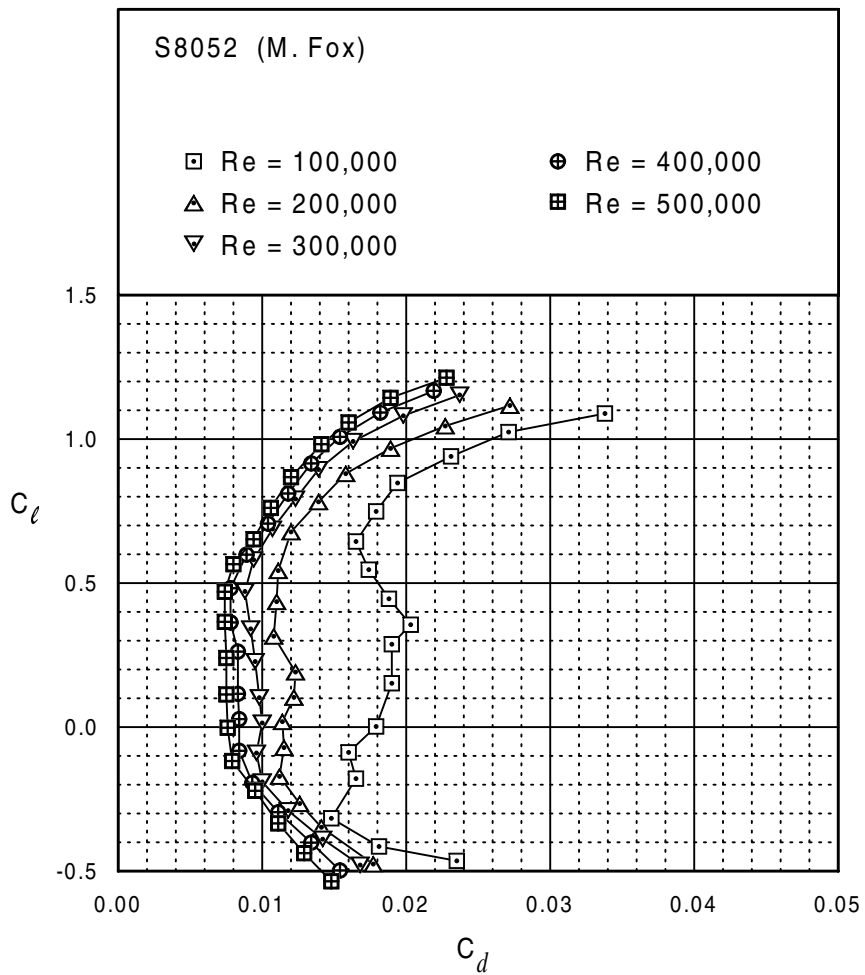 S8052 (M. Fox)
Re = 100,000
Re = 200,000
Re = 300,000
Re = 400,000
Re = 500,000
1.5
1.0
0.5
0.0
-0.5
C_ℓ
0.00 0.01 0.02 0.03 0.04 0.05
C_d